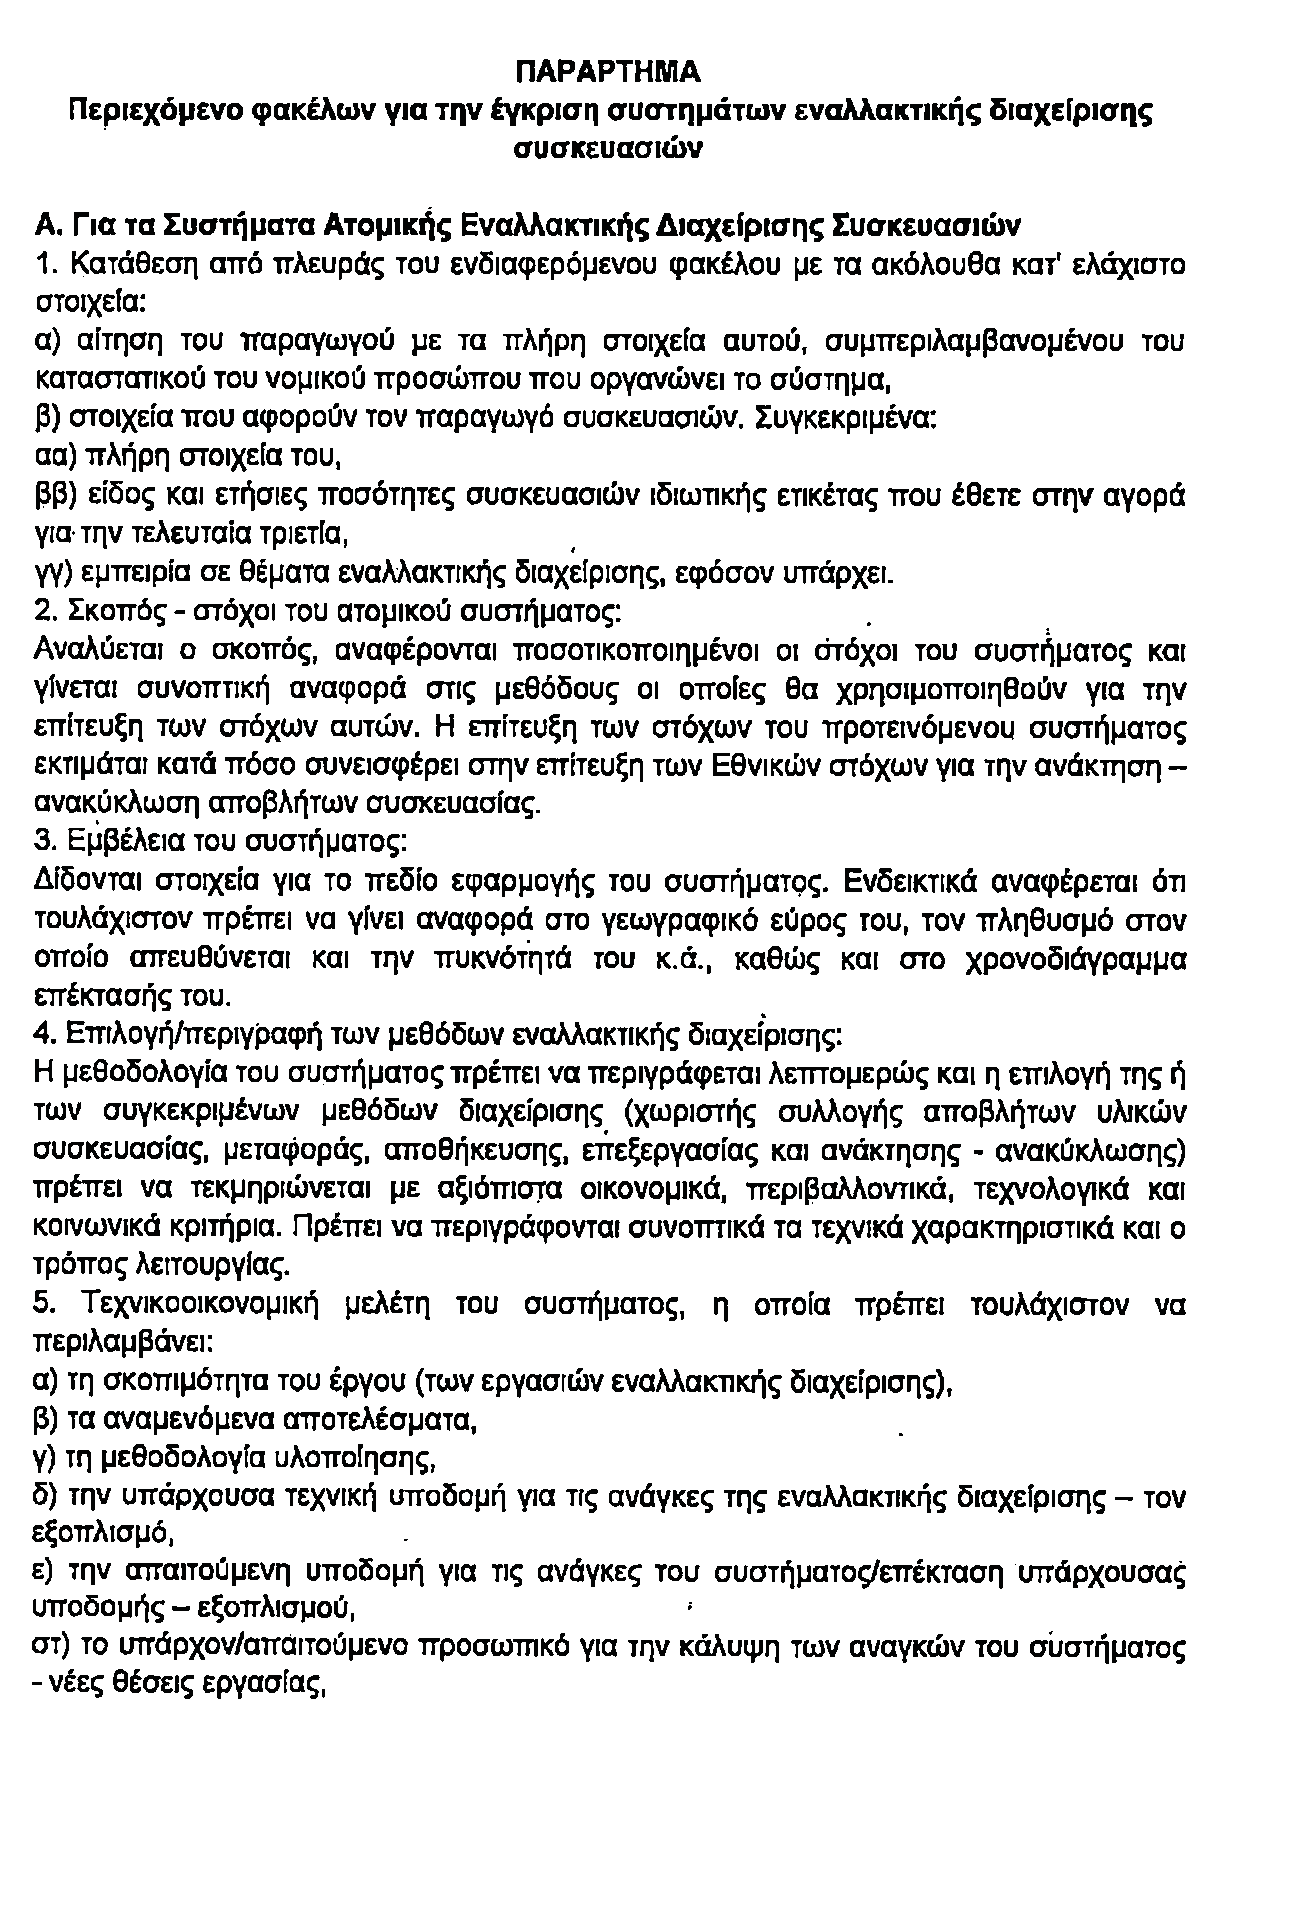 ΠΑΡΑΡΤΗΜΑ
Περιεχόμενο φακέλων για την έγκριση συστημάτων εναλλακτικής διαχείρισης
συσκευασιών
Α. Για τα Συστήματα Ατομικής Εναλλακτικής Διαχείρισης Συσκευασιών
1. Κατάθεση από πλευράς του ενδιαφερόμενου φακέλου με τα ακόλουθα κατ' ελάχιστο
στοιχεία:
α) αίτηση του παραγωγού με τα πλήρη στοιχεία αυτού, συμπεριλαμβανομένου του
καταστατικού του νομικού προσώπου που οργανώνει το σύστημα,
β) στοιχεία που αφορούν τον παραγωγό συσκευασιών. Συγκεκριμένα:
αα) πλήρη στοιχεία του,
ββ) είδος και ετήσιες ποσότητες συσκευασιών ιδιωτικής ετικέτας που έθετε στην αγορά
για την τελευταία τριετία,
γγ) εμπειρία σε θέματα εναλλακτικής διαχείρισης, εφόσον υπάρχει.
2. Σκοπός - στόχοι του ατομικού συστήματος:
Αναλύεται ο σκοπός, αναφέρονται ποσοτικοποιημένοι οι στόχοι του συστήματος και
γίνεται συνοπτική αναφορά στις μεθόδους οι οποίες θα χρησιμοποιηθούν για την
επίτευξη των στόχων αυτών. Η επίτευξη των στόχων του προτεινόμενου συστήματος
εκτιμάται κατά πόσο συνεισφέρει στην επίτευξη των Εθνικών στόχων για την ανάκτηση –
ανακύκλωση αποβλήτων συσκευασίας.
3. Εμβέλεια του συστήματος:
Δίδονται στοιχεία για το πεδίο εφαρμογής του συστήματος. Ενδεικτικά αναφέρεται ότι
τουλάχιστον πρέπει να γίνει αναφορά στο γεωγραφικό εύρος του, τον πληθυσμό στον
οποίο απευθύνεται και την πυκνότητά του κ.ά., καθώς και στο χρονοδιάγραμμα
επέκτασής του.
4. Επιλογή/περιγραφή των μεθόδων εναλλακτικής διαχείρισης:
Η μεθοδολογία του συστήματος πρέπει να περιγράφεται λεπτομερώς και η επιλογή της ή
των συγκεκριμένων μεθόδων διαχείρισης (χωριστής συλλογής αποβλήτων υλικών
συσκευασίας, μεταφοράς, αποθήκευσης, επεξεργασίας και ανάκτησης - ανακύκλωσης)
πρέπει να τεκμηριώνεται με αξιόπιστα οικονομικά, περιβαλλοντικά, τεχνολογικά και
κοινωνικά κριτήρια. Πρέπει να περιγράφονται συνοπτικά τα τεχνικά χαρακτηριστικά και ο
τρόπος λειτουργίας.
5. Τεχνικοοικονομική μελέτη του συστήματος, η οποία πρέπει τουλάχιστον να
περιλαμβάνει:
α) τη σκοπιμότητα του έργου (των εργασιών εναλλακτικής διαχείρισης),
β) τα αναμενόμενα αποτελέσματα,
γ) τη μεθοδολογία υλοποίησης,
δ) την υπάρχουσα τεχνική υποδομή για τις ανάγκες της εναλλακτικής διαχείρισης – τον
εξοπλισμό,
ε) την απαιτούμενη υποδομή για τις ανάγκες του συστήματος/επέκταση υπάρχουσας
υποδομής – εξοπλισμού,
στ) το υπάρχον/απαιτούμενο προσωπικό για την κάλυψη των αναγκών του συστήματος
- νέες θέσεις εργασίας,